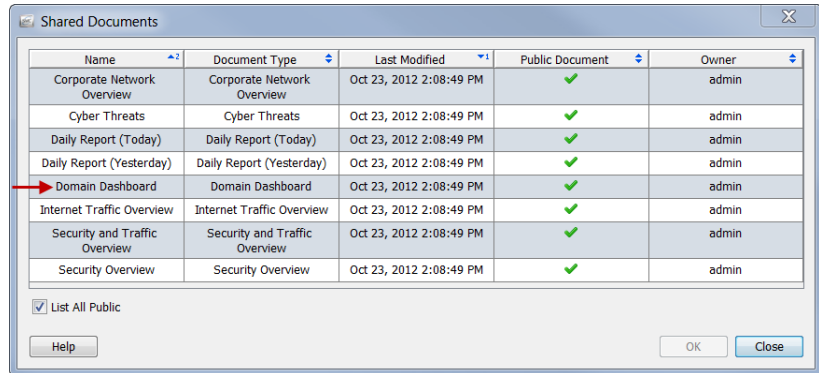 Shared Documents
Name 2 Document Type Last Modified 1 Public Document Owner
Corporate Network Overview Corporate Network Overview Oct 23, 2012 2:08:49 PM admin
Cyber Threats Cyber Threats Oct 23, 2012 2:08:49 PM admin
Daily Report (Today) Daily Report (Today) Oct 23, 2012 2:08:49 PM admin
Daily Report (Yesterday) Daily Report (Yesterday) Oct 23, 2012 2:08:49 PM admin
Domain Dashboard Domain Dashboard Oct 23, 2012 2:08:49 PM admin
Internet Traffic Overview Internet Traffic Overview Oct 23, 2012 2:08:49 PM admin
Security and Traffic Overview Security and Traffic Overview Oct 23, 2012 2:08:49 PM admin
Security Overview Security Overview Oct 23, 2012 2:08:49 PM admin
List All Public
Help OK Close